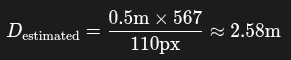 D_estimated = (0.5m × 567) / 110px ≈ 2.58m